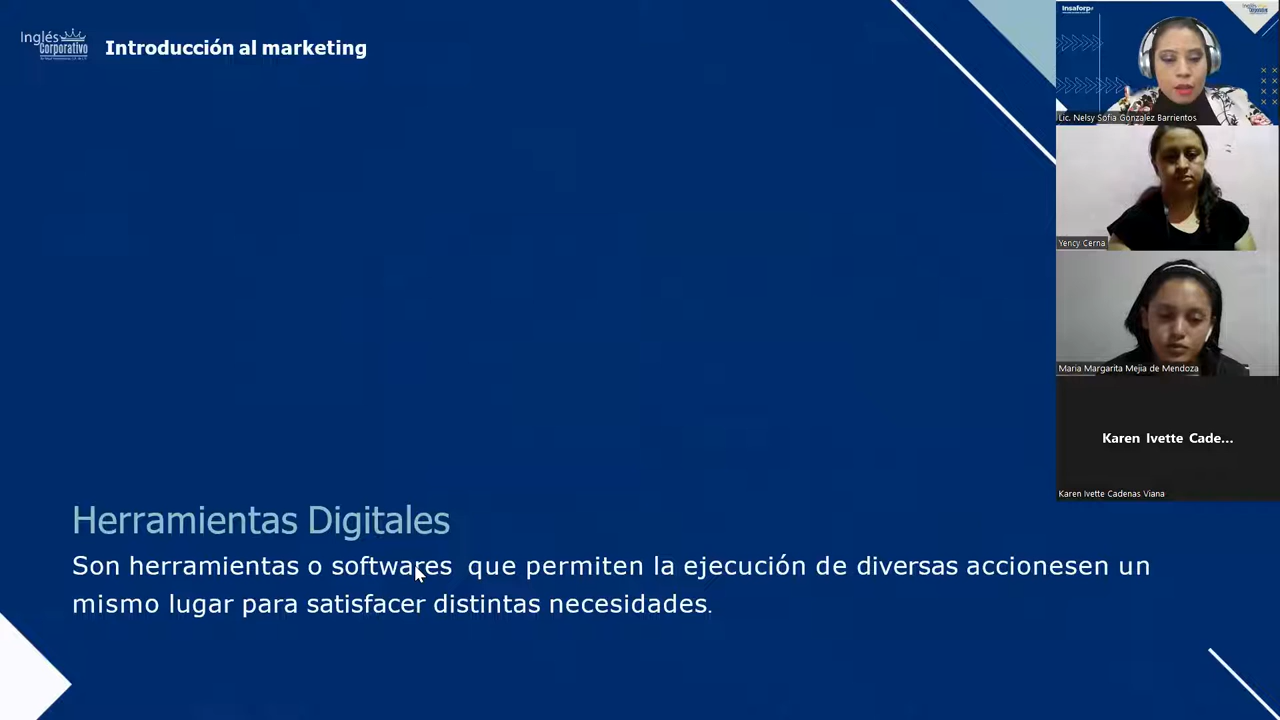 Inglés
Corporativo
Introducción al marketing
Herramientas Digitales
Son herramientas o softwares que permiten la ejecución de diversas accionesen un
mismo lugar para satisfacer distintas necesidades.
Insaforp
Lic. Nelsy Sofia Gonzalez Barrientos
Yency Cerna
Maria Margarita Mejia de Mendoza
Karen Ivette Cade...
Karen Ivette Cadenas Viana